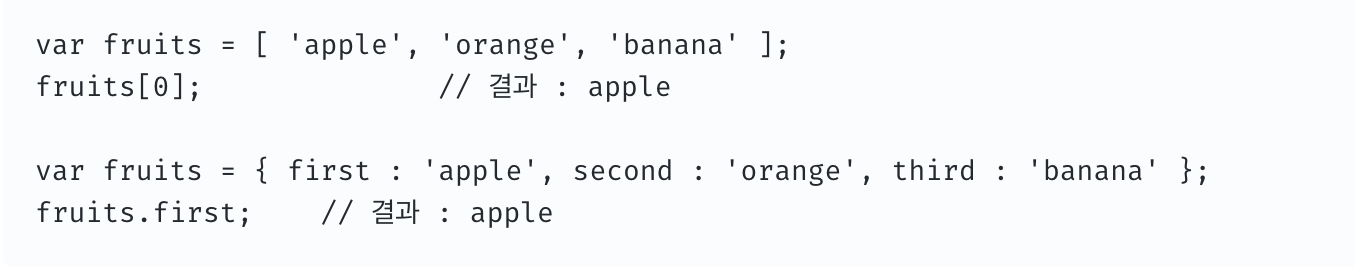 var fruits = [ 'apple', 'orange', 'banana' ];
fruits[0];              // 결과 : apple
var fruits = { first : 'apple', second : 'orange', third : 'banana' };
fruits.first;    // 결과 : apple